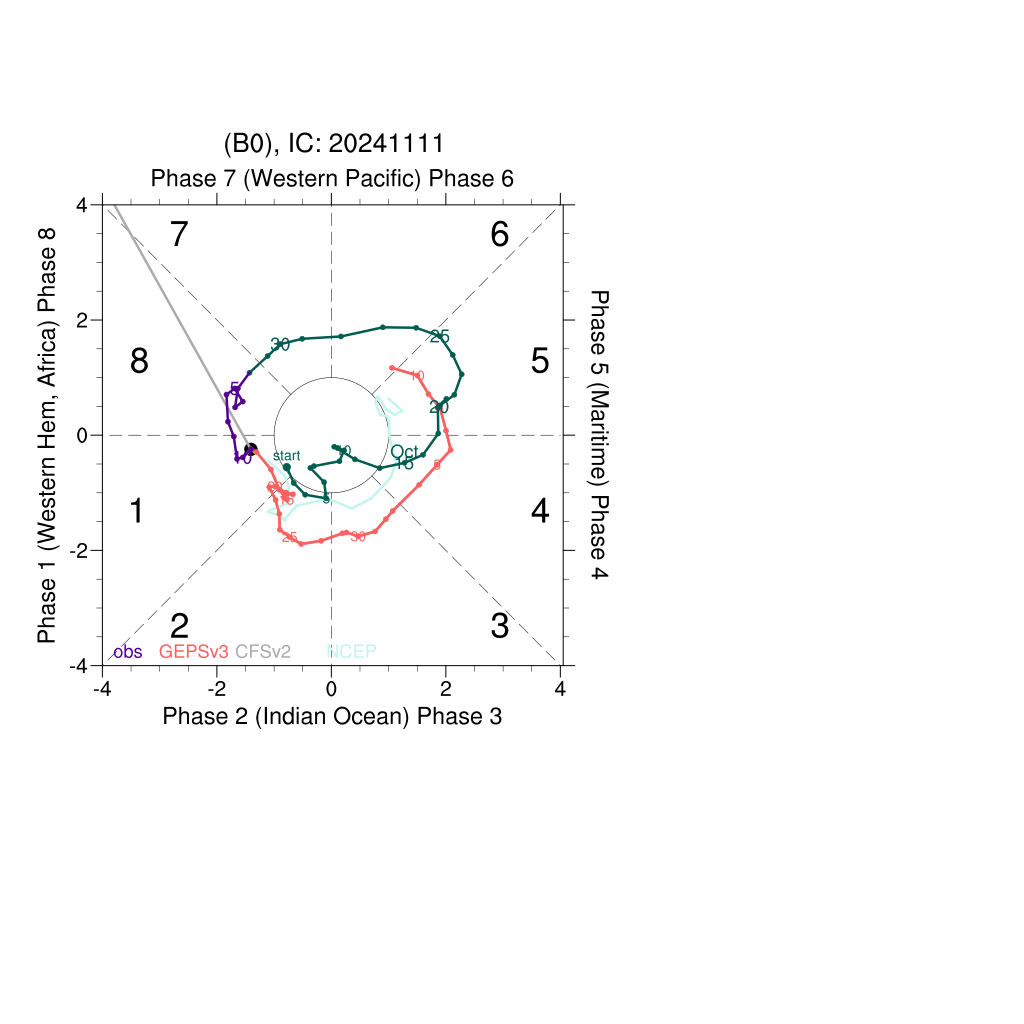 (B0), IC: 20241111
Phase 7 (Western Pacific) Phase 6
4
7
6
30
25
2
5
8
5
10
Phase 1 (Western Hem, Africa) Phase 8
Phase 5 (Maritime) Phase 4
20
0
Oct
10
15
start
5
5
1
4
25
30
-2
2
3
obs
GEPSv3
CFSv2
NCEP
-4
-4
-2
0
2
4
Phase 2 (Indian Ocean) Phase 3